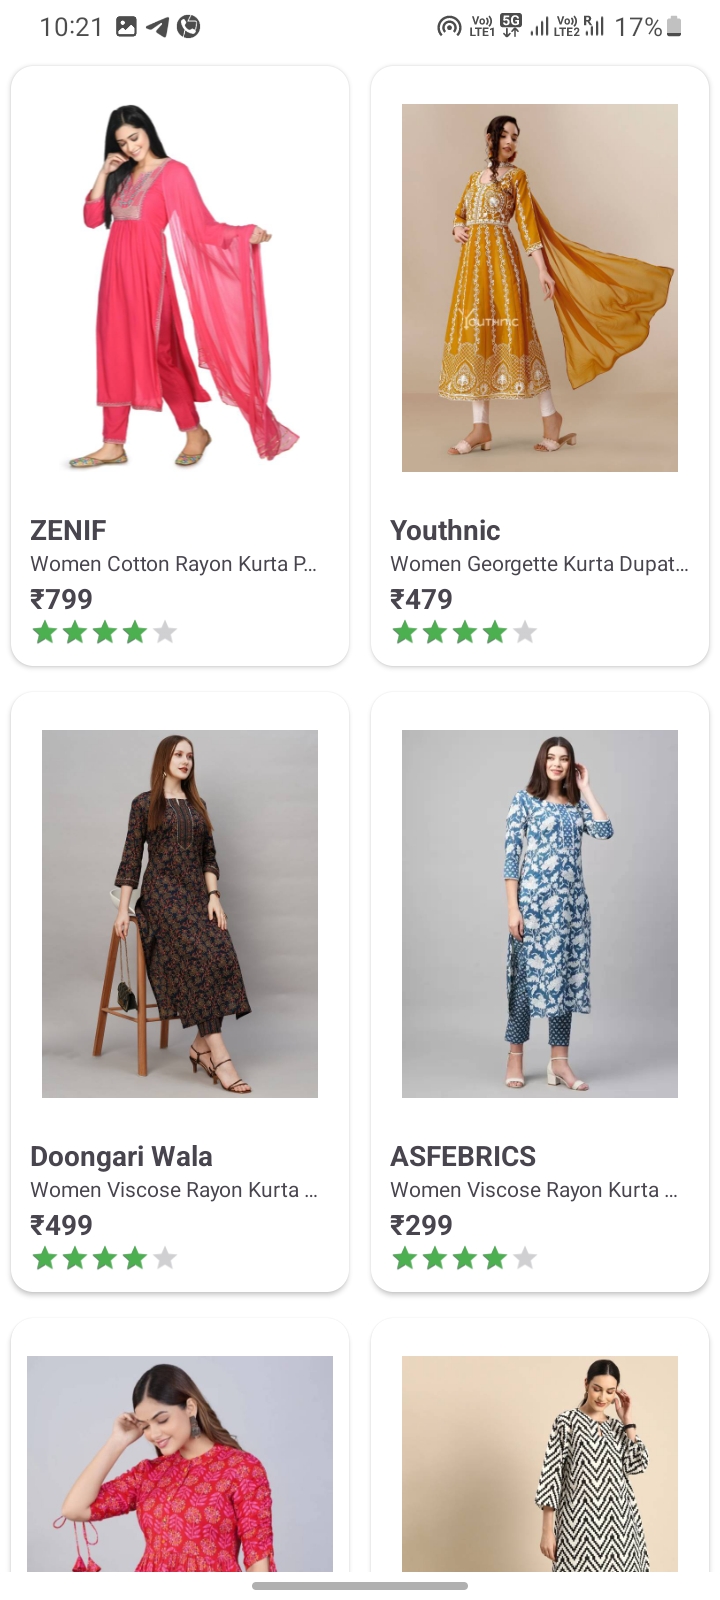 10:21
Vo)) LTE1 5G Vo)) LTE2 R 17%
YOUTHNIC
ZENIF
Women Cotton Rayon Kurta P...
₹799
Youthnic
Women Georgette Kurta Dupat...
₹479
Doongari Wala
Women Viscose Rayon Kurta ...
₹499
ASFEBRICS
Women Viscose Rayon Kurta ...
₹299